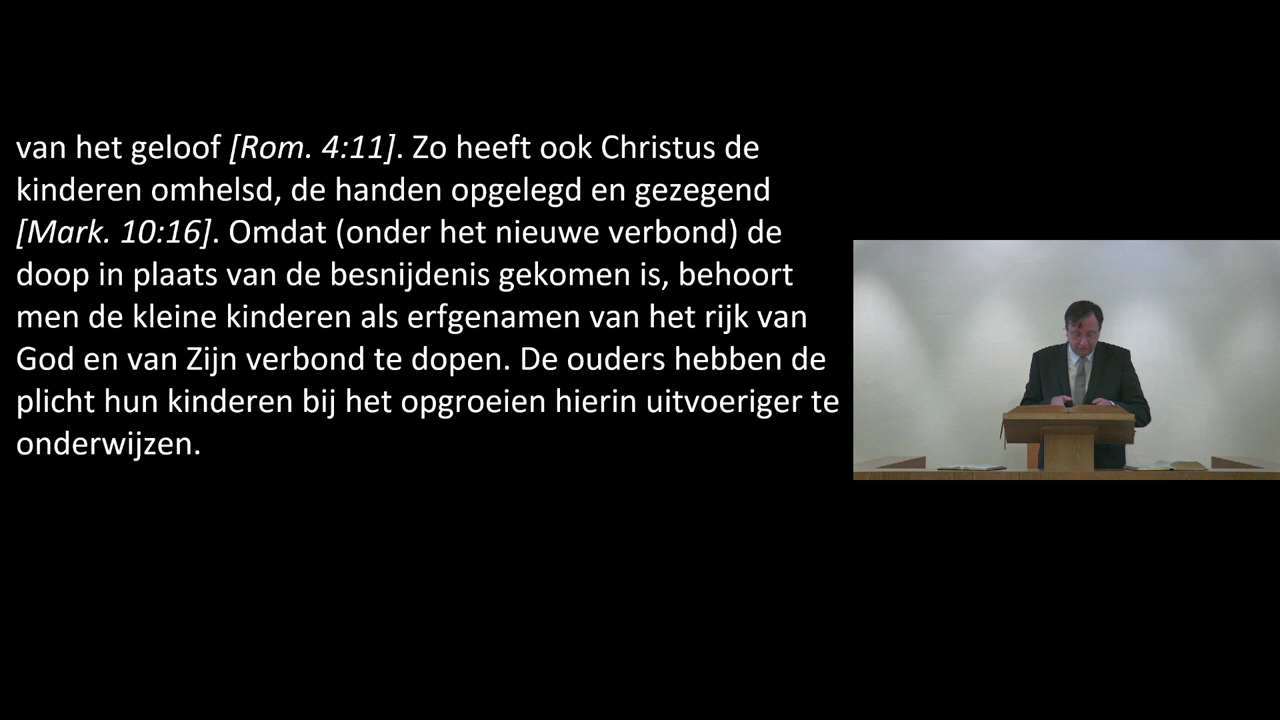 van het geloof [Rom. 4:11]. Zo heeft ook Christus de
kinderen omhelsd, de handen opgelegd en gezegend
[Mark. 10:16]. Omdat (onder het nieuwe verbond) de
doop in plaats van de besnijdenis gekomen is, behoort
men de kleine kinderen als erfgenamen van het rijk van
God en van Zijn verbond te dopen. De ouders hebben de
plicht hun kinderen bij het opgroeien hierin uitvoeriger te
onderwijzen.